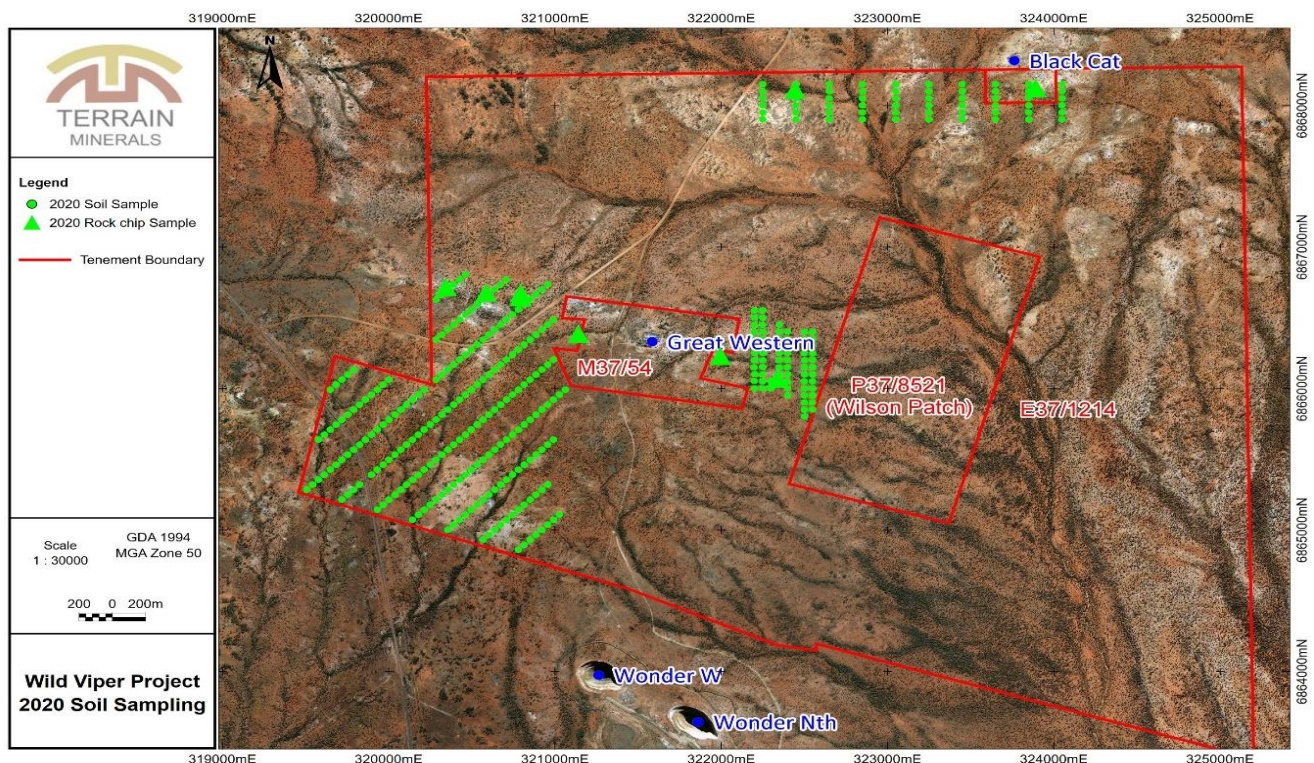 319000mE 320000mE 321000mE 322000mE 323000mE 324000mE 325000mE
TERRAIN
MINERALS
Legend
2020 Soil Sample
2020 Rock chip Sample
Tenement Boundary
Scale
1 : 30000
GDA 1994
MGA Zone 50
200 0 200m
Wild Viper Project
2020 Soil Sampling
N
Black Cat
Great Western
M37/54
P37/8521
(Wilson Patch)
E37/1214
Wonder W
Wonder Nth
6868000mN
6867000mN
6866000mN
6865000mN
6864000mN
319000mE 320000mE 321000mE 322000mE 323000mE 324000mE 325000mE